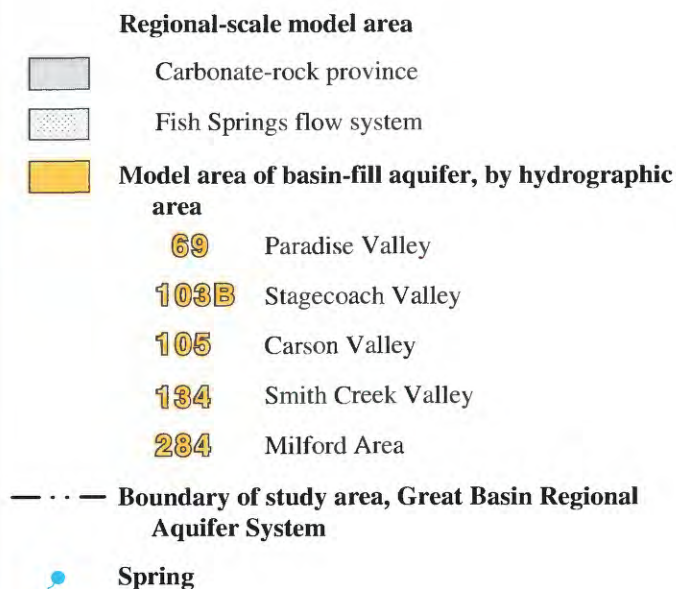 Regional-scale model area
Carbonate-rock province
Fish Springs flow system
Model area of basin-fill aquifer, by hydrographic
area
69 Paradise Valley
103B Stagecoach Valley
105 Carson Valley
134 Smith Creek Valley
284 Milford Area
Boundary of study area, Great Basin Regional
Aquifer System
Spring